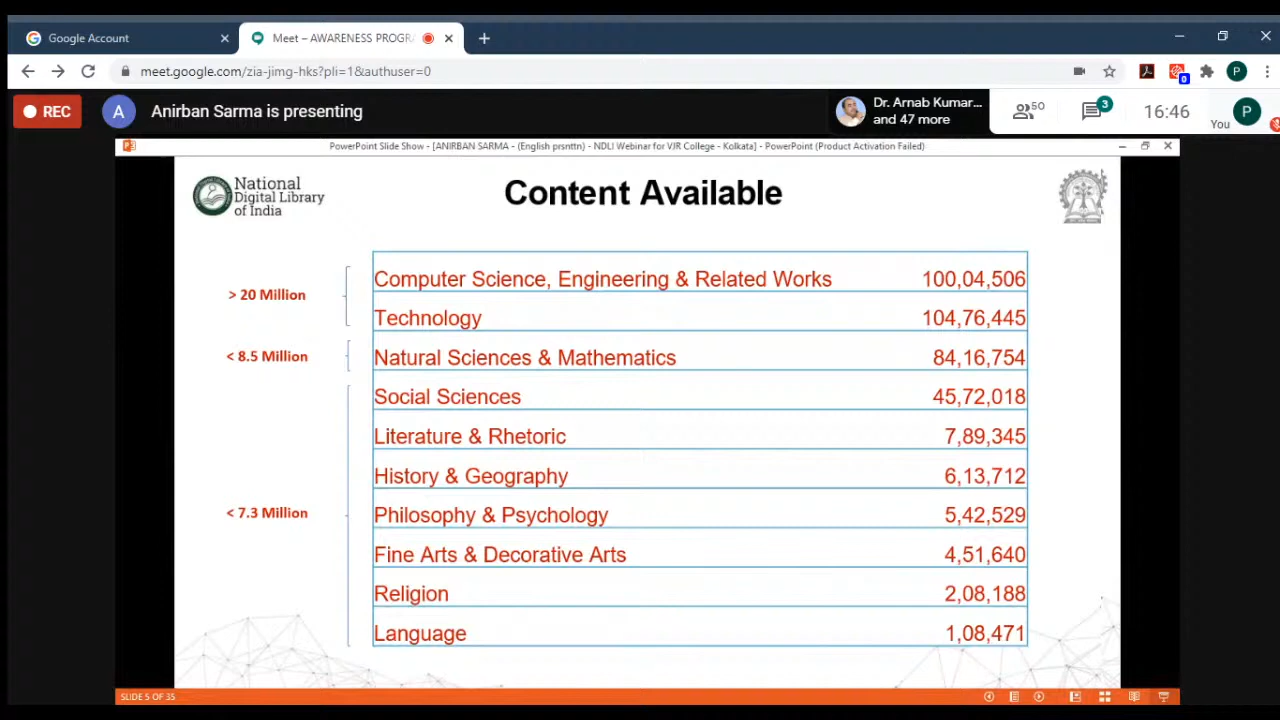 Google Account
Meet – AWARENESS PROGRA
meet.google.com/zia-jimg-hks?pli=1&authuser=0
0
P
REC
A
Anirban Sarma is presenting
Dr. Arnab Kumar...
and 47 more
50
3
16:46
You
P
PowerPoint Slide Show - [ANIRBAN SARMA - (English prsnttn) - NDLI Webinar for VJR College - Kolkata] - PowerPoint (Product Activation Failed)
National
Digital Library
of India
Content Available
> 20 Million
Computer Science, Engineering & Related Works 100,04,506
Technology 104,76,445
< 8.5 Million
Natural Sciences & Mathematics 84,16,754
Social Sciences 45,72,018
Literature & Rhetoric 7,89,345
History & Geography 6,13,712
< 7.3 Million
Philosophy & Psychology 5,42,529
Fine Arts & Decorative Arts 4,51,640
Religion 2,08,188
Language 1,08,471
SLIDE 5 OF 35